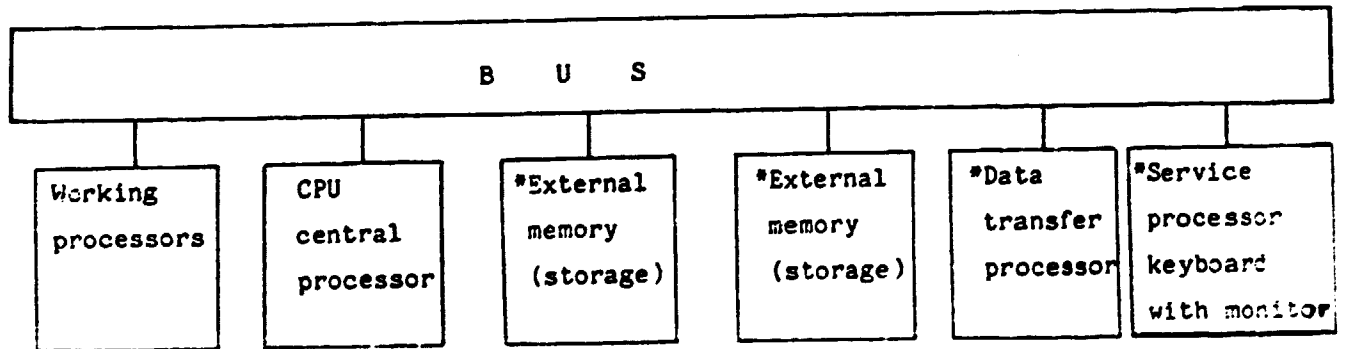 B U S
Working
processors
CPU
central
processor
*External
memory
(storage)
*External
memory
(storage)
*Data
transfer
processor
*Service
processor
keyboard
with monitor